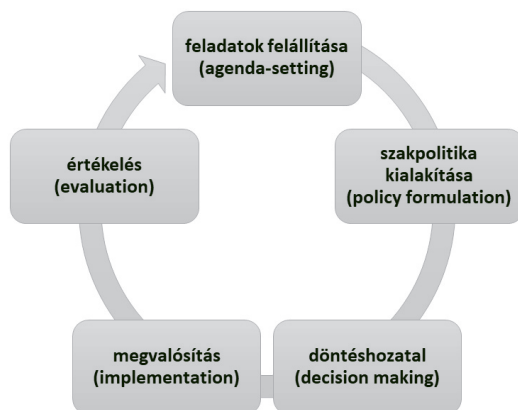 feladatok felállítása
(agenda-setting)
szakpolitika
kialakítása
(policy formulation)
döntéshozatal
(decision making)
megvalósítás
(implementation)
értékelés
(evaluation)